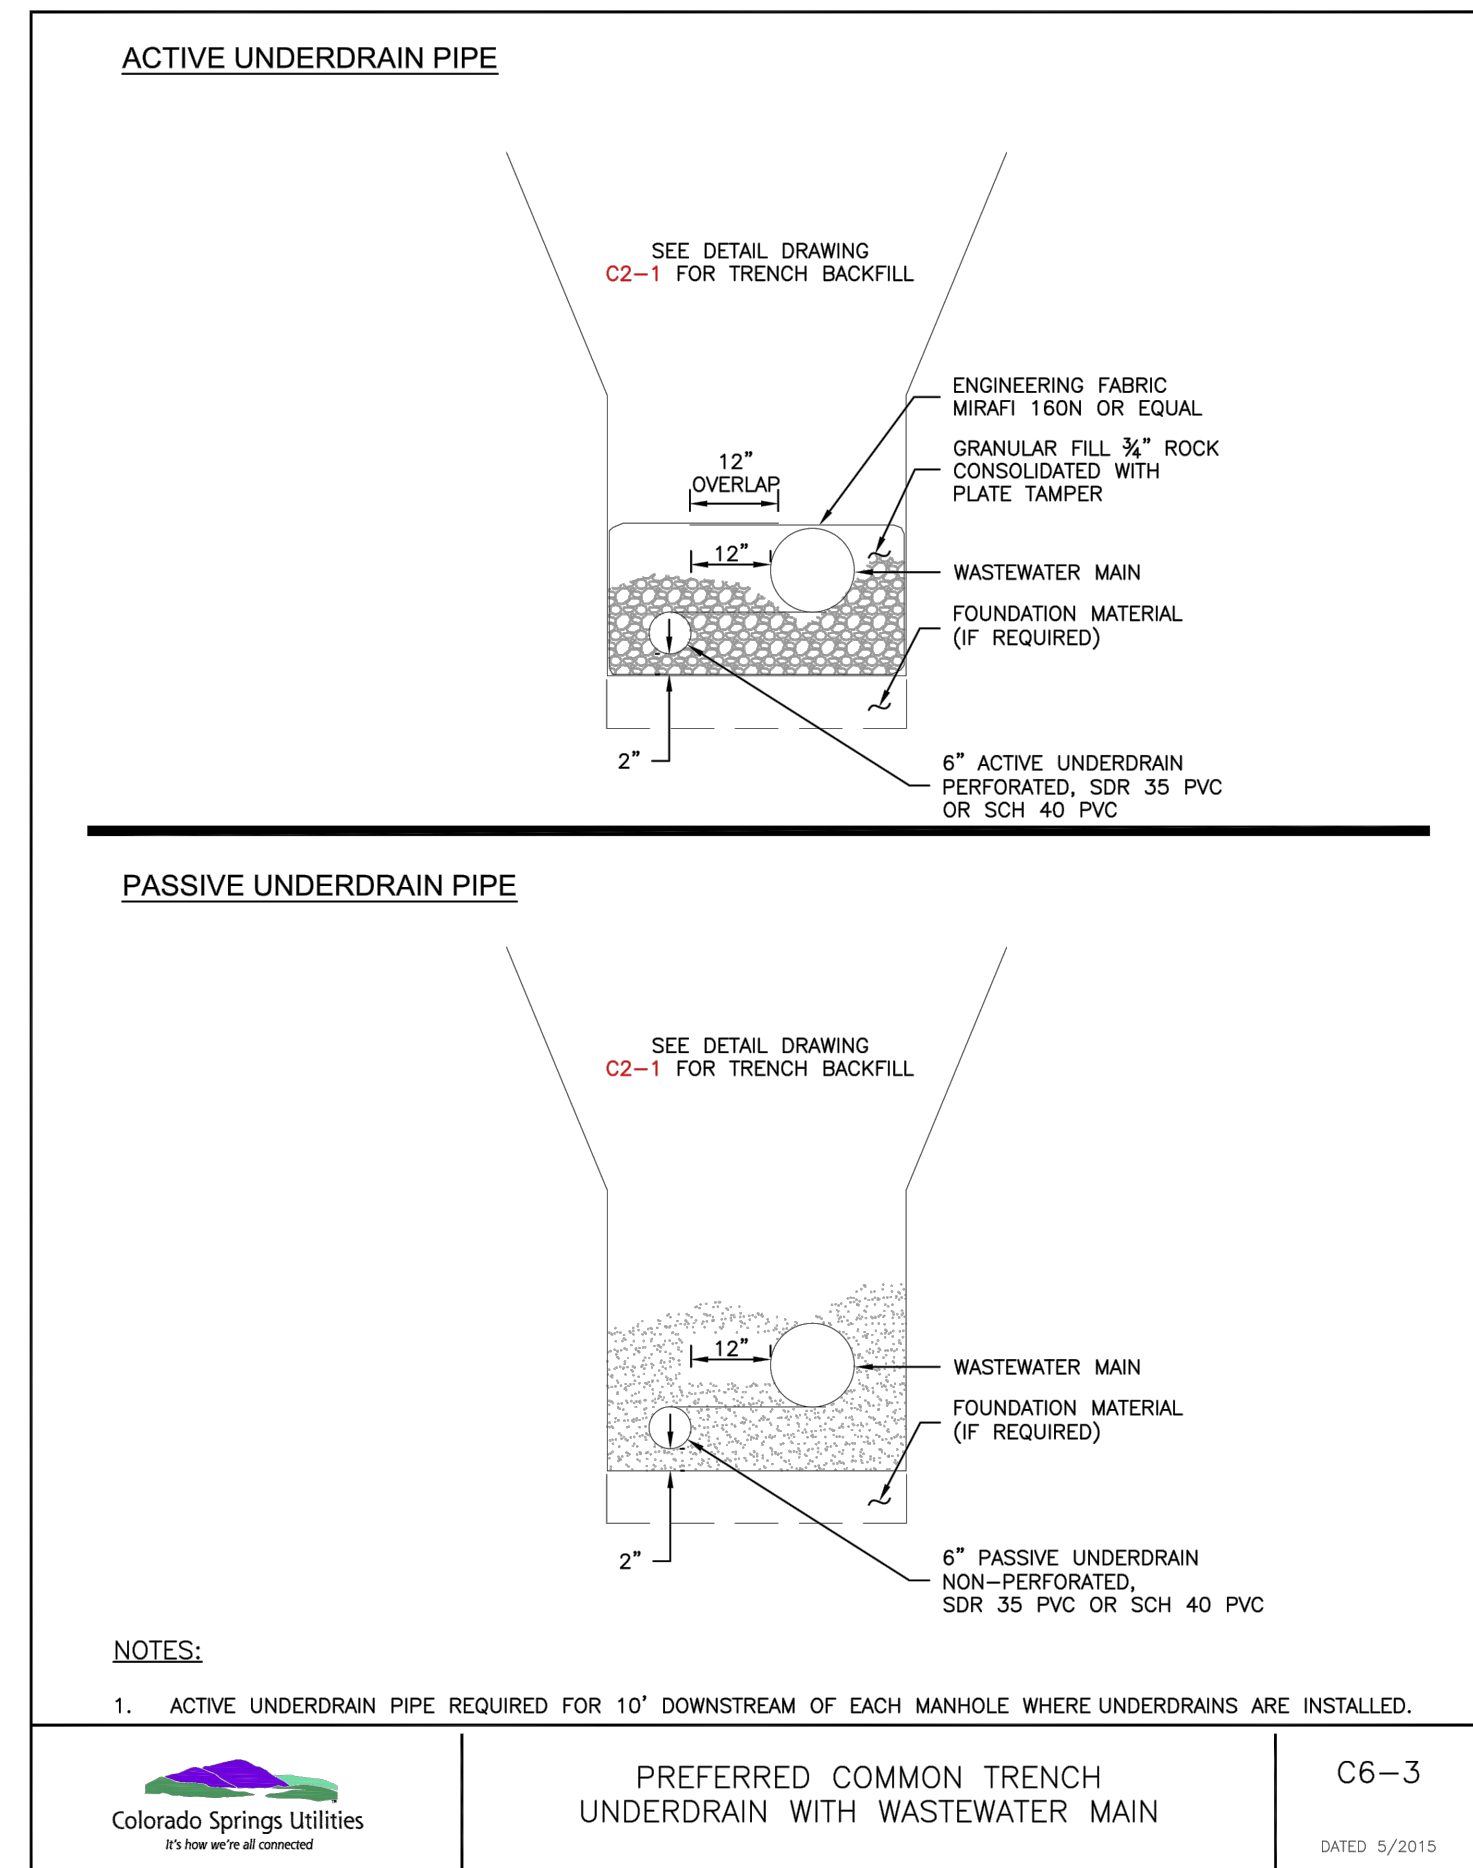 ACTIVE UNDERDRAIN PIPE
SEE DETAIL DRAWING
C2-1 FOR TRENCH BACKFILL
ENGINEERING FABRIC
MIRAFI 160N OR EQUAL
GRANULAR FILL ¾" ROCK
CONSOLIDATED WITH
PLATE TAMPER
12"
OVERLAP
12"
WASTEWATER MAIN
FOUNDATION MATERIAL
(IF REQUIRED)
2"
6" ACTIVE UNDERDRAIN
PERFORATED, SDR 35 PVC
OR SCH 40 PVC
PASSIVE UNDERDRAIN PIPE
SEE DETAIL DRAWING
C2-1 FOR TRENCH BACKFILL
12"
WASTEWATER MAIN
FOUNDATION MATERIAL
(IF REQUIRED)
2"
6" PASSIVE UNDERDRAIN
NON-PERFORATED,
SDR 35 PVC OR SCH 40 PVC
NOTES:
1. ACTIVE UNDERDRAIN PIPE REQUIRED FOR 10' DOWNSTREAM OF EACH MANHOLE WHERE UNDERDRAINS ARE INSTALLED.
Colorado Springs Utilities
It's how we're all connected
PREFERRED COMMON TRENCH
UNDERDRAIN WITH WASTEWATER MAIN
C6-3
DATED 5/2015